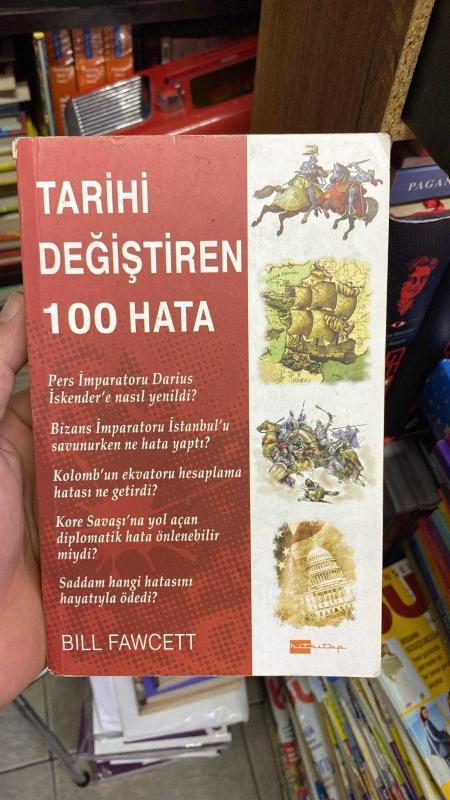 TARİHİ
DEĞİŞTİREN
100 HATA
Pers İmparatoru Darius
İskender'e nasıl yenildi?
Bizans İmparatoru İstanbul'u
savunurken ne hata yaptı?
Kolomb'un ekvatoru hesaplama
hatası ne getirdi?
Kore Savaşı'na yol açan
diplomatik hata önlenebilir
miydi?
Saddam hangi hatasını
hayatıyla ödedi?
BILL FAWCETT
hitkitap
PAGAN